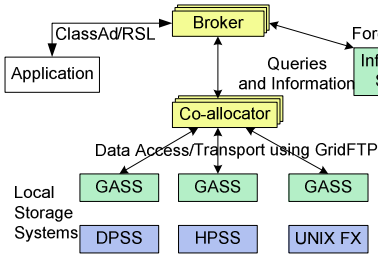 Broker
ClassAd/RSL
Application
Queries
and Information
Co-allocator
Data Access/Transport using GridFTP
GASS
GASS
GASS
Local
Storage
Systems
DPSS
HPSS
UNIX FX